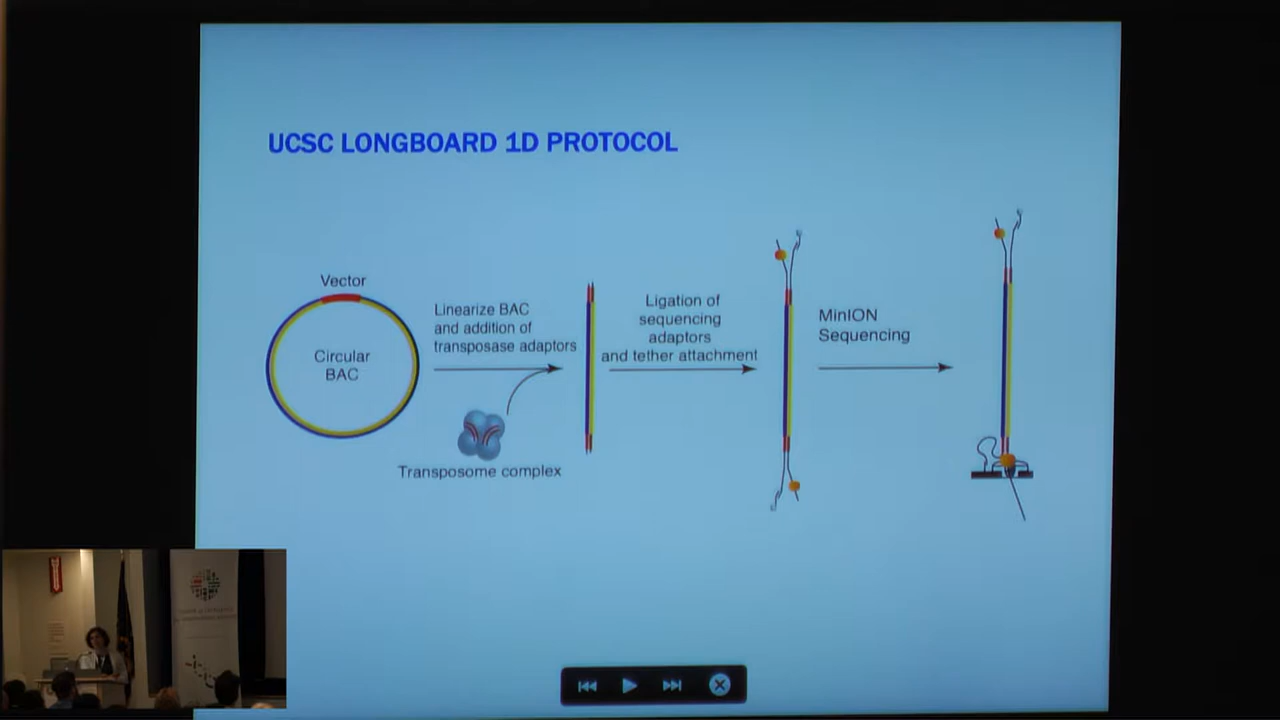 UCSC LONGBOARD 1D PROTOCOL
Vector
Circular
BAC
Linearize BAC
and addition of
transposase adaptors
Transposome complex
Ligation of
sequencing
adaptors
and tether attachment
MinION
Sequencing